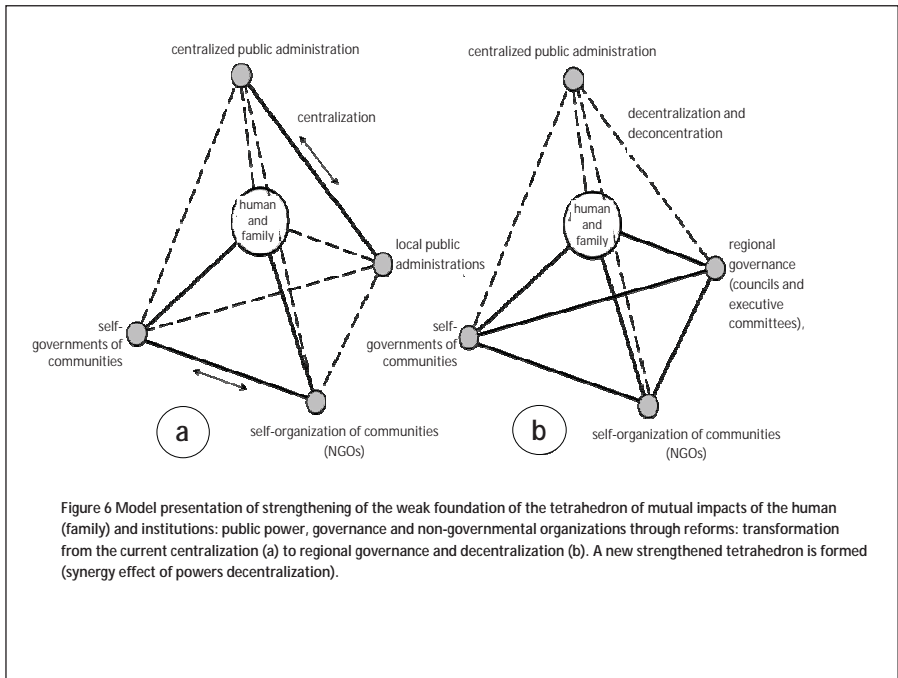 centralized public administration
centralization
human
and
family
local public
administrations
self-
governments of
communities
a
self-organization of communities
(NGOs)
centralized public administration
decentralization and
deconcentration
human
and
family
regional
governance
(councils and
executive
committees),
self-
governments of
communities
b
self-organization of communities
(NGOs)
Figure 6 Model presentation of strengthening of the weak foundation of the tetrahedron of mutual impacts of the human
(family) and institutions: public power, governance and non-governmental organizations through reforms: transformation
from the current centralization (a) to regional governance and decentralization (b). A new strengthened tetrahedron is formed
(synergy effect of powers decentralization).